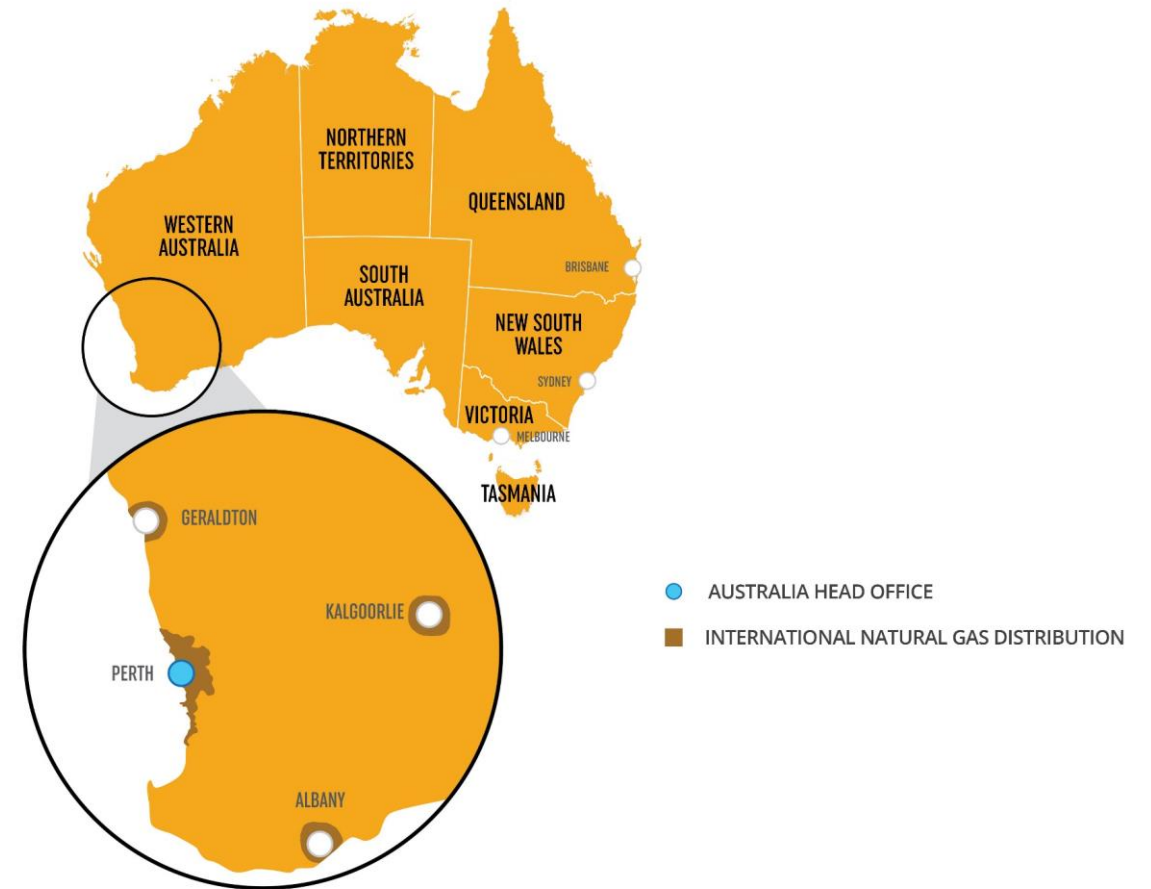 NORTHERN
TERRITORIES
QUEENSLAND
WESTERN
AUSTRALIA
BRISBANE
SOUTH
AUSTRALIA
NEW SOUTH
WALES
SYDNEY
VICTORIA
MELBOURNE
TASMANIA
GERALDTON
KALGOORLIE
PERTH
ALBANY
AUSTRALIA HEAD OFFICE
INTERNATIONAL NATURAL GAS DISTRIBUTION